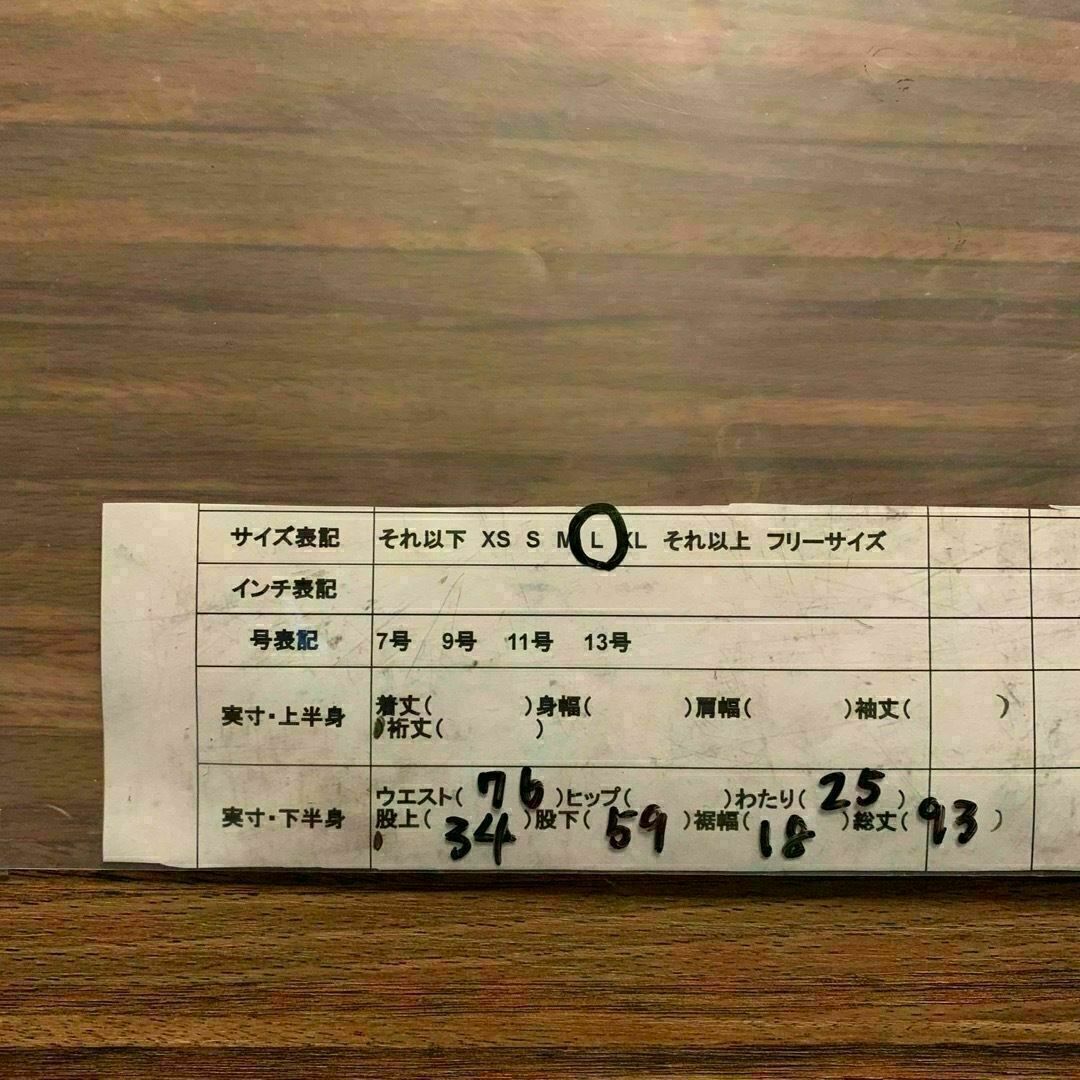 サイズ表記 それ以下 XS S M L XL それ以上 フリーサイズ
インチ表記
号表記 7号 9号 11号 13号
実寸・上半身 着丈( )身幅( )肩幅( )袖丈( )
裄丈( )
実寸・下半身 ウエスト( 76 )ヒップ( )わたり( 25 )
股上( 34 )股下( 59 )裾幅( 18 )総丈( 93 )